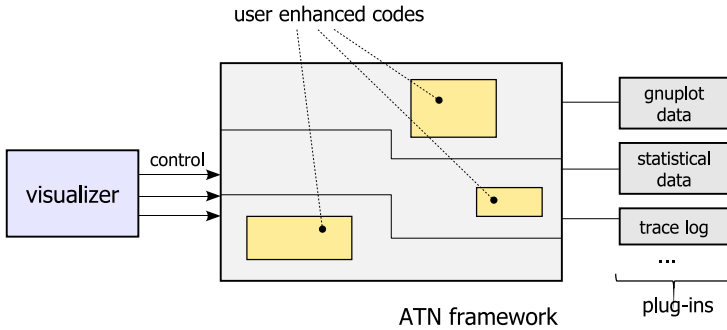 user enhanced codes
gnuplot
data
control
statistical
data
visualizer
trace log
...
plug-ins
ATN framework